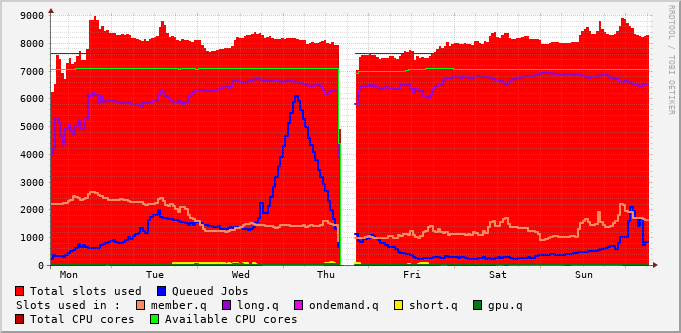 9000
8000
7000
6000
5000
4000
3000
2000
1000
0
Mon Tue Wed Thu Fri Sat Sun
RRDTOOL / TOBI OETIKER
Total slots used Queued Jobs
Slots used in : member.q long.q ondemand.q short.q gpu.q
Total CPU cores Available CPU cores